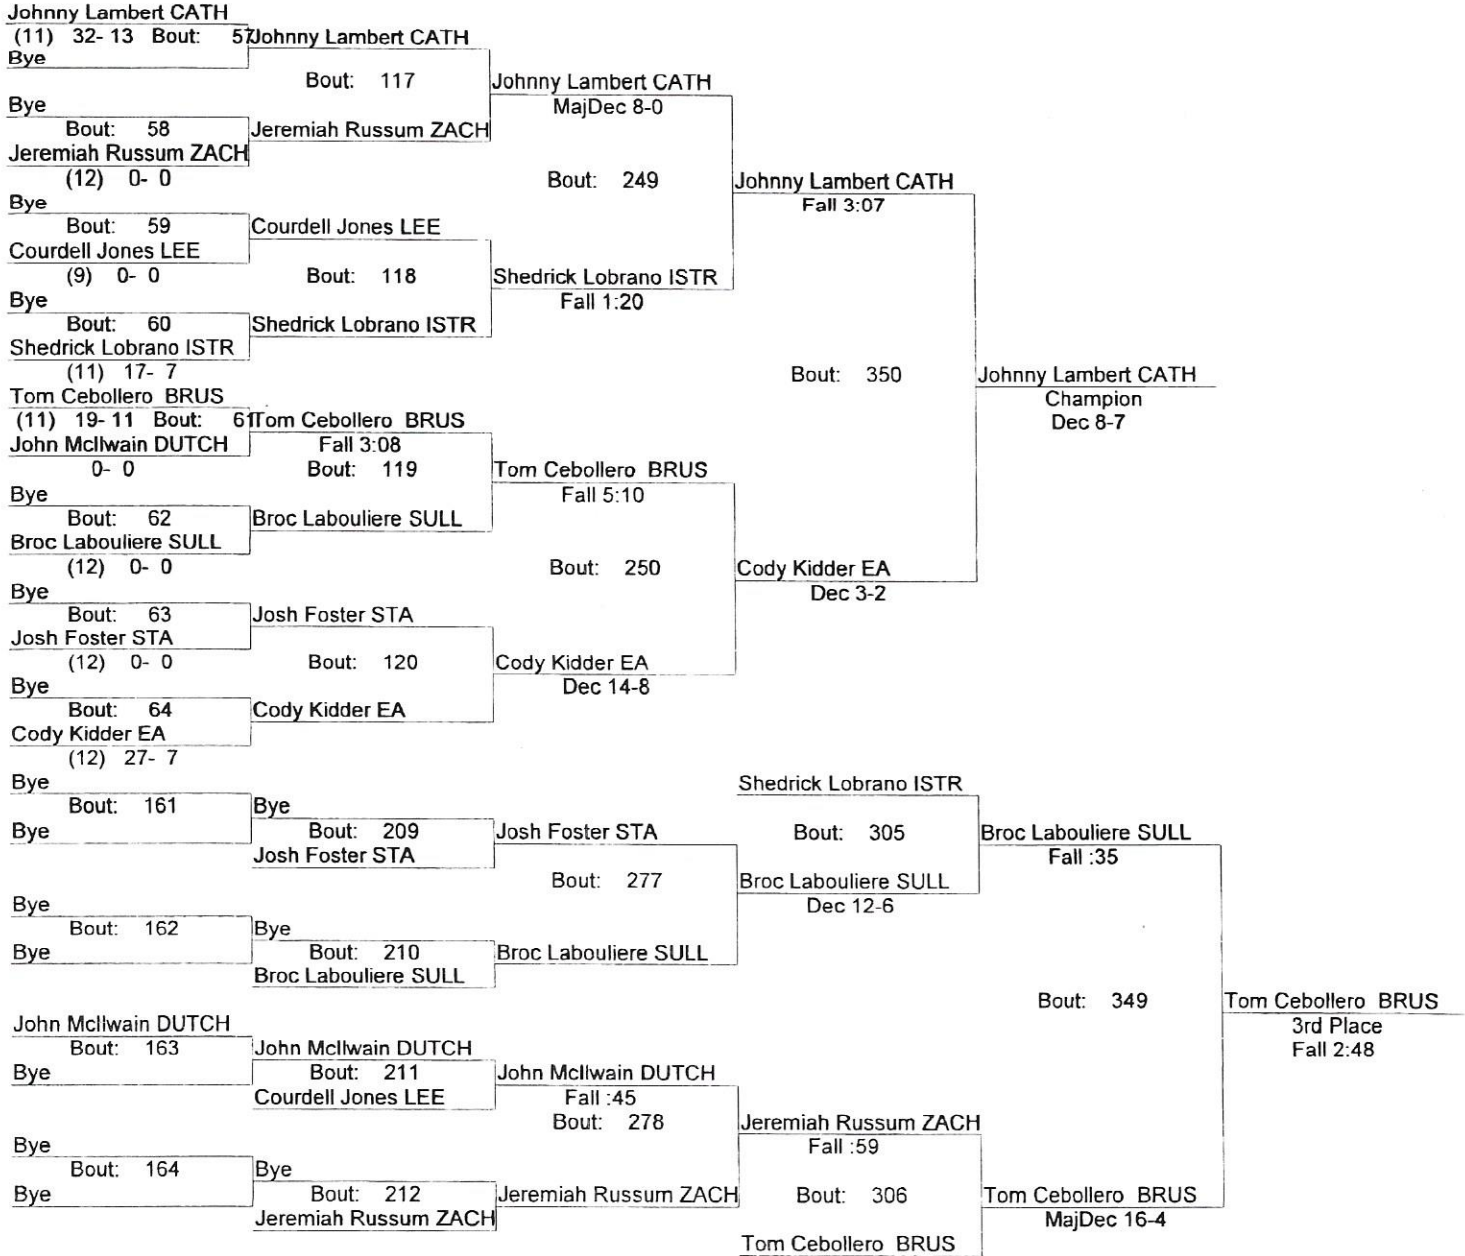 Johnny Lambert CATH
(11) 32- 13 Bout: 57
Johnny Lambert CATH
Bye
Bout: 117
Johnny Lambert CATH
MajDec 8-0
Bye
Bout: 58
Jeremiah Russum ZACH
Jeremiah Russum ZACH
(12) 0- 0
Bout: 249
Johnny Lambert CATH
Fall 3:07
Bye
Bout: 59
Courdell Jones LEE
Courdell Jones LEE
(9) 0- 0
Bout: 118
Shedrick Lobrano ISTR
Fall 1:20
Bye
Bout: 60
Shedrick Lobrano ISTR
Shedrick Lobrano ISTR
(11) 17- 7
Bout: 350
Johnny Lambert CATH
Champion
Dec 8-7
Tom Cebollero BRUS
(11) 19- 11 Bout: 61
Tom Cebollero BRUS
Fall 3:08
John McIlwain DUTCH
0- 0
Bout: 119
Tom Cebollero BRUS
Fall 5:10
Bye
Bout: 62
Broc Labouliere SULL
Broc Labouliere SULL
(12) 0- 0
Bout: 250
Cody Kidder EA
Dec 3-2
Bye
Bout: 63
Josh Foster STA
Josh Foster STA
(12) 0- 0
Bout: 120
Cody Kidder EA
Dec 14-8
Bye
Bout: 64
Cody Kidder EA
Cody Kidder EA
(12) 27- 7
Bye
Bout: 161
Bye
Bye
Bout: 209
Josh Foster STA
Josh Foster STA
Shedrick Lobrano ISTR
Bout: 305
Broc Labouliere SULL
Fall :35
Bout: 277
Broc Labouliere SULL
Dec 12-6
Bye
Bout: 162
Bye
Bye
Bout: 210
Broc Labouliere SULL
Broc Labouliere SULL
Bout: 349
Tom Cebollero BRUS
3rd Place
Fall 2:48
John McIlwain DUTCH
Bout: 163
Bye
John McIlwain DUTCH
Bout: 211
Courdell Jones LEE
John McIlwain DUTCH
Fall :45
Bout: 278
Jeremiah Russum ZACH
Fall :59
Bye
Bout: 164
Bye
Bye
Bout: 212
Jeremiah Russum ZACH
Jeremiah Russum ZACH
Bout: 306
Tom Cebollero BRUS
MajDec 16-4
Tom Cebollero BRUS